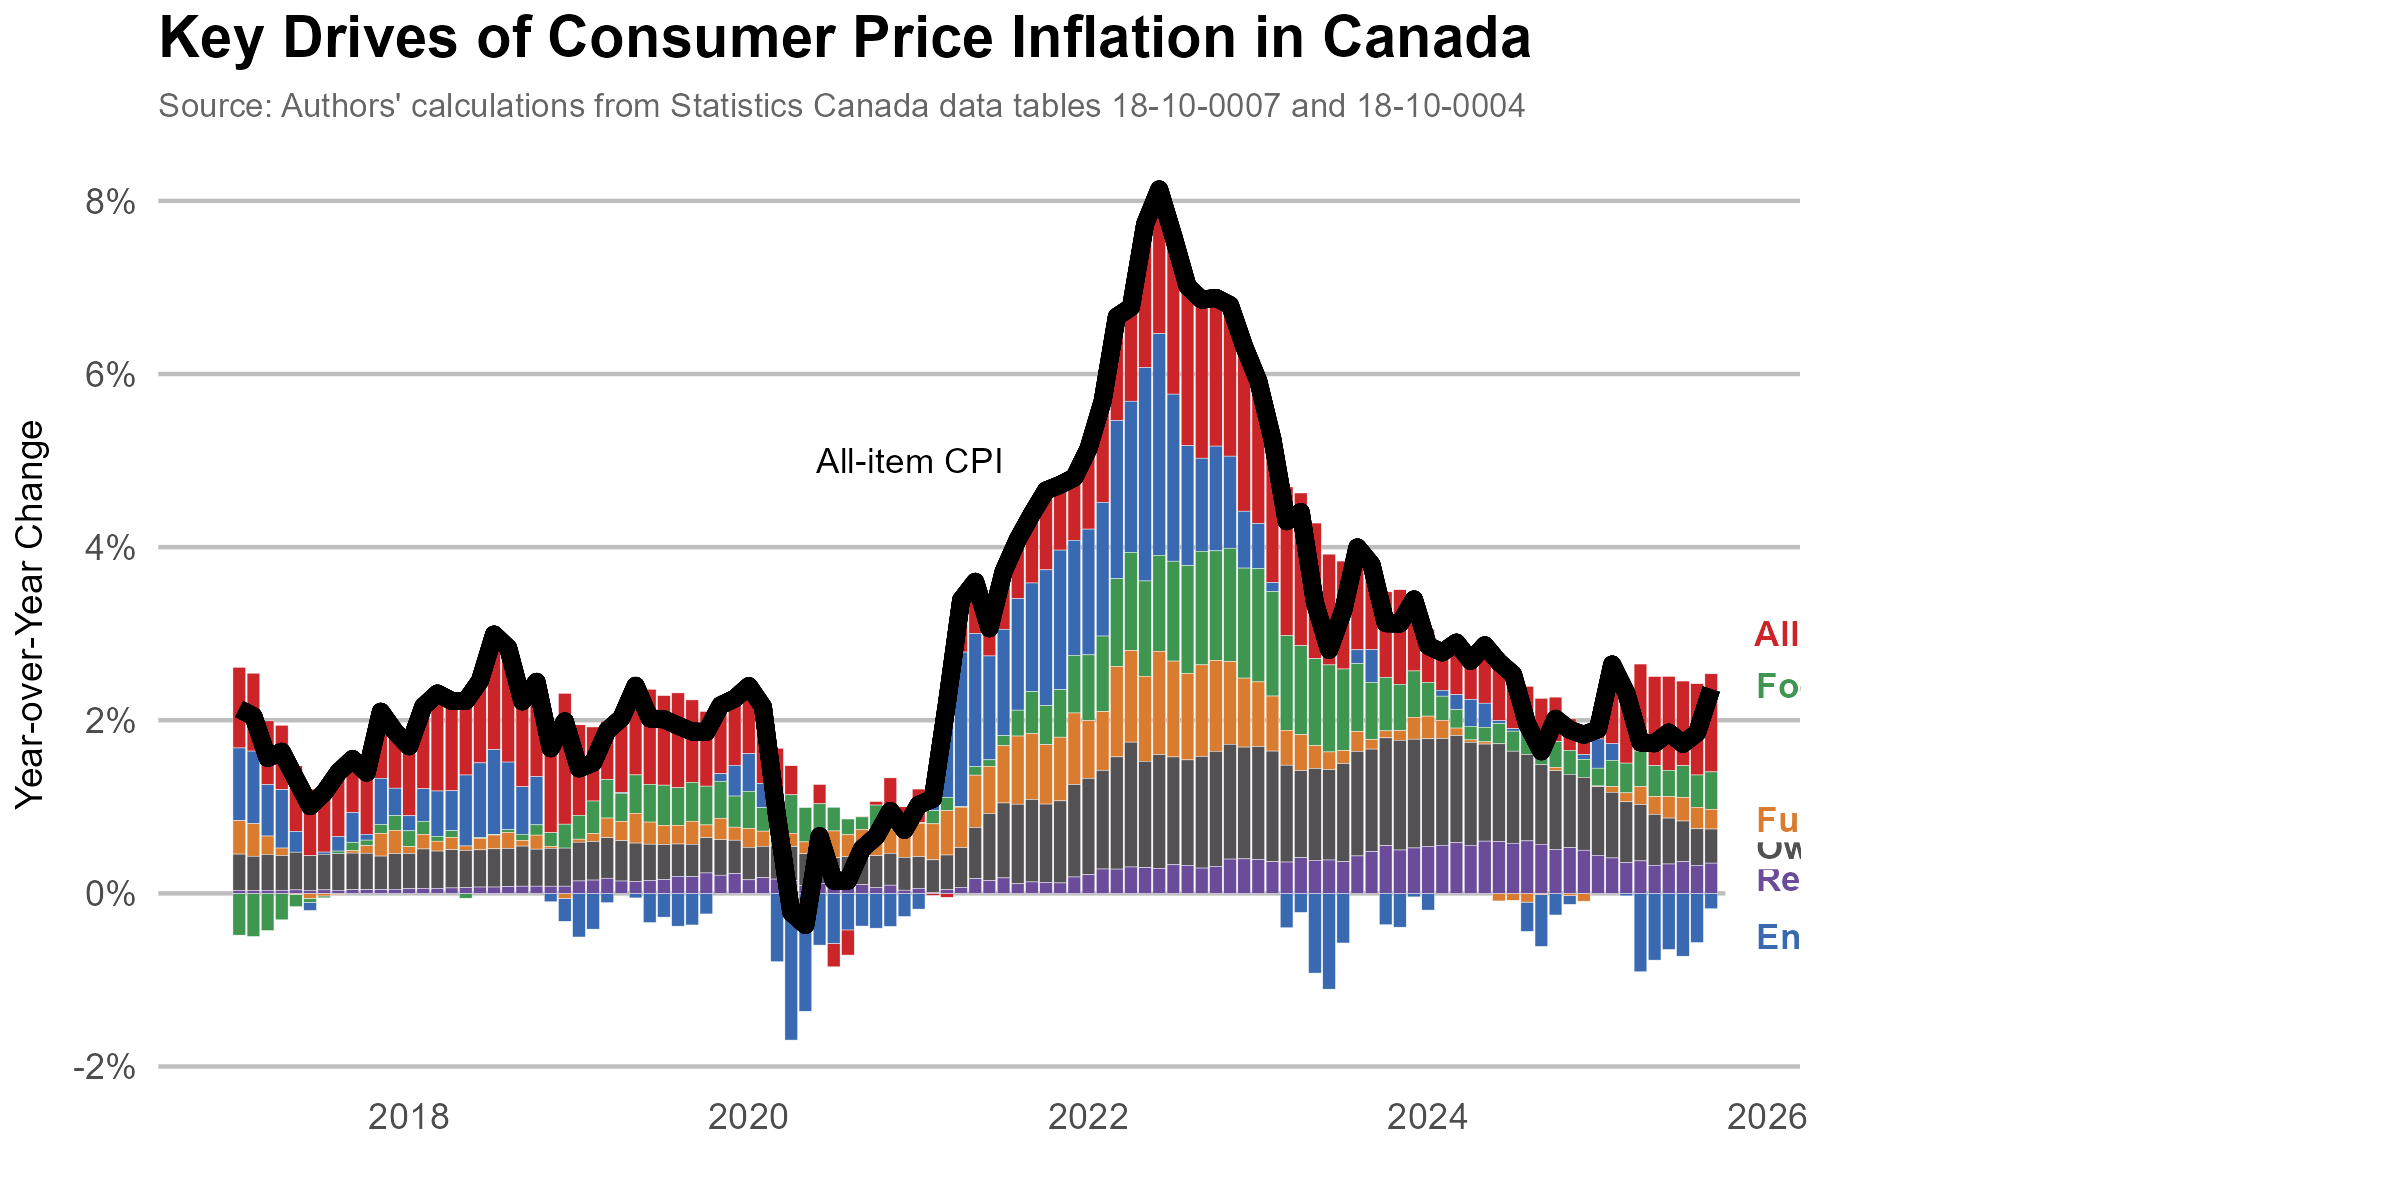 Key Drives of Consumer Price Inflation in Canada
Source: Authors' calculations from Statistics Canada data tables 18-10-0007 and 18-10-0004
Year-over-Year Change
8%
6%
4%
2%
0%
-2%
All-item CPI
All
Fo
Fu
Ow
Re
En
2018 2020 2022 2024 2026